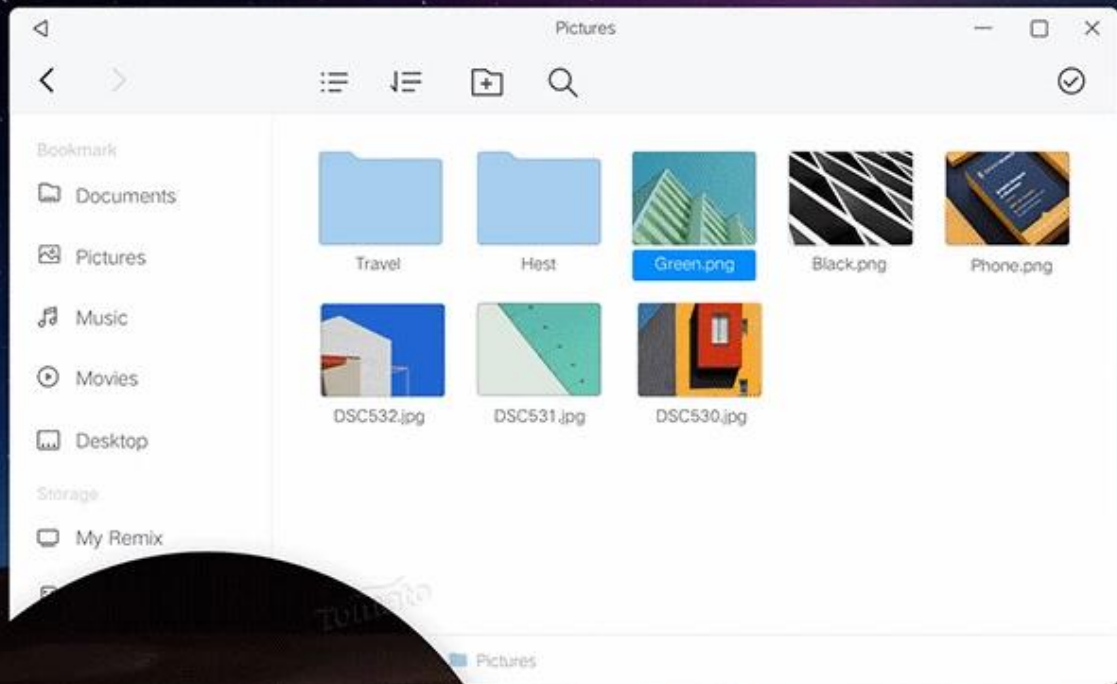 Pictures
Bookmark
Documents
Pictures
Music
Movies
Desktop
Storage
My Remix
Travel
Hest
Green.png
Black.png
Phone.png
DSC532.jpg
DSC531.jpg
DSC530.jpg
Pictures